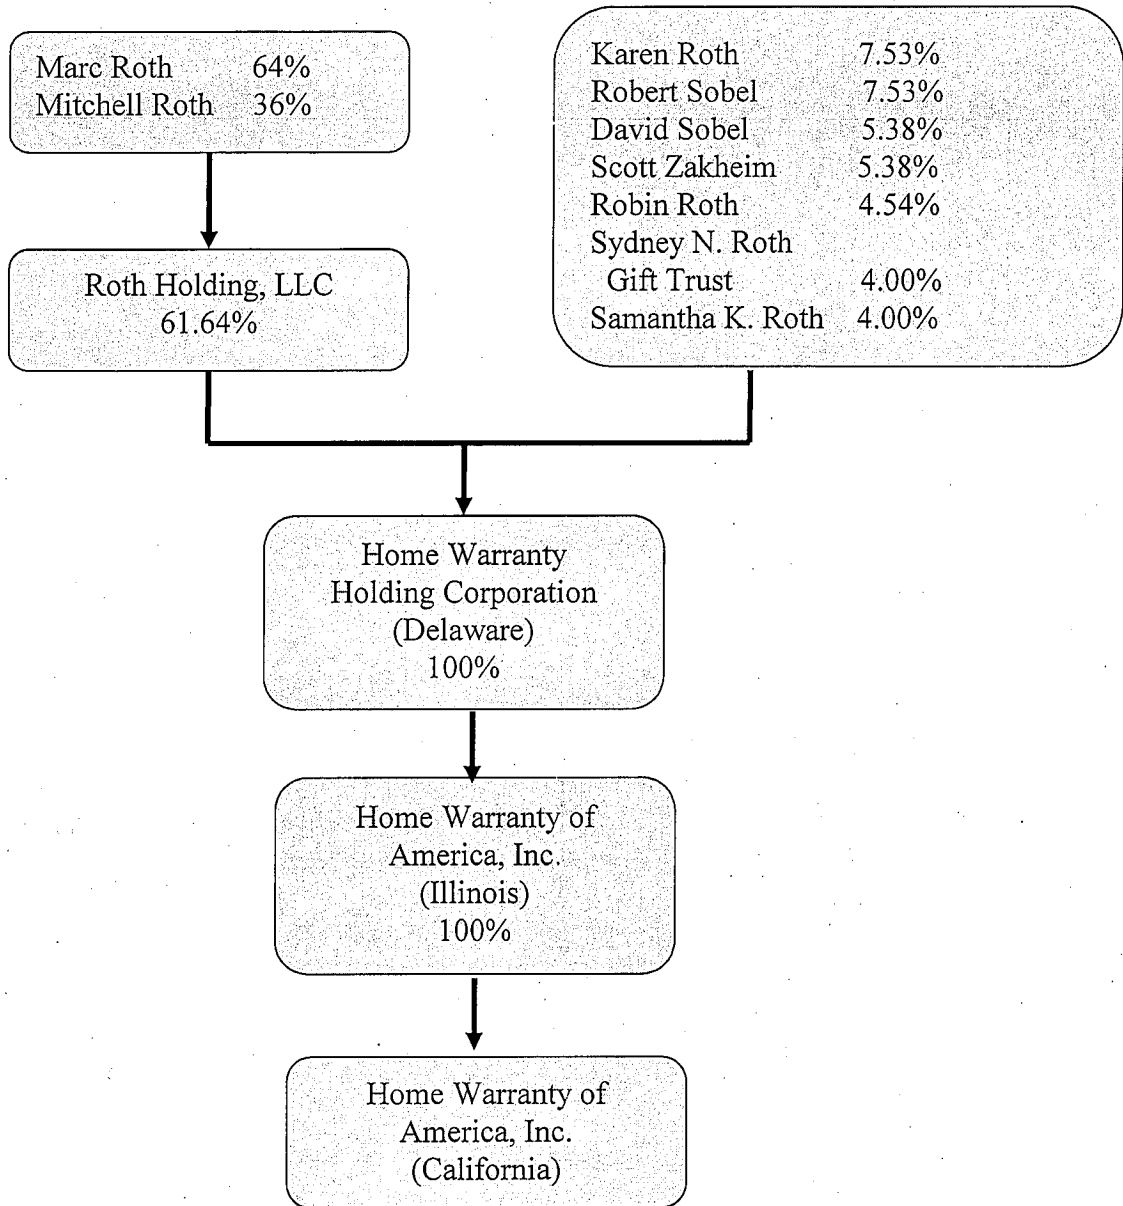 Marc Roth 64%
Mitchell Roth 36%
Karen Roth 7.53%
Robert Sobel 7.53%
David Sobel 5.38%
Scott Zakheim 5.38%
Robin Roth 4.54%
Sydney N. Roth
Gift Trust 4.00%
Samantha K. Roth 4.00%
Roth Holding, LLC
61.64%
Home Warranty
Holding Corporation
(Delaware)
100%
Home Warranty of
America, Inc.
(Illinois)
100%
Home Warranty of
America, Inc.
(California)